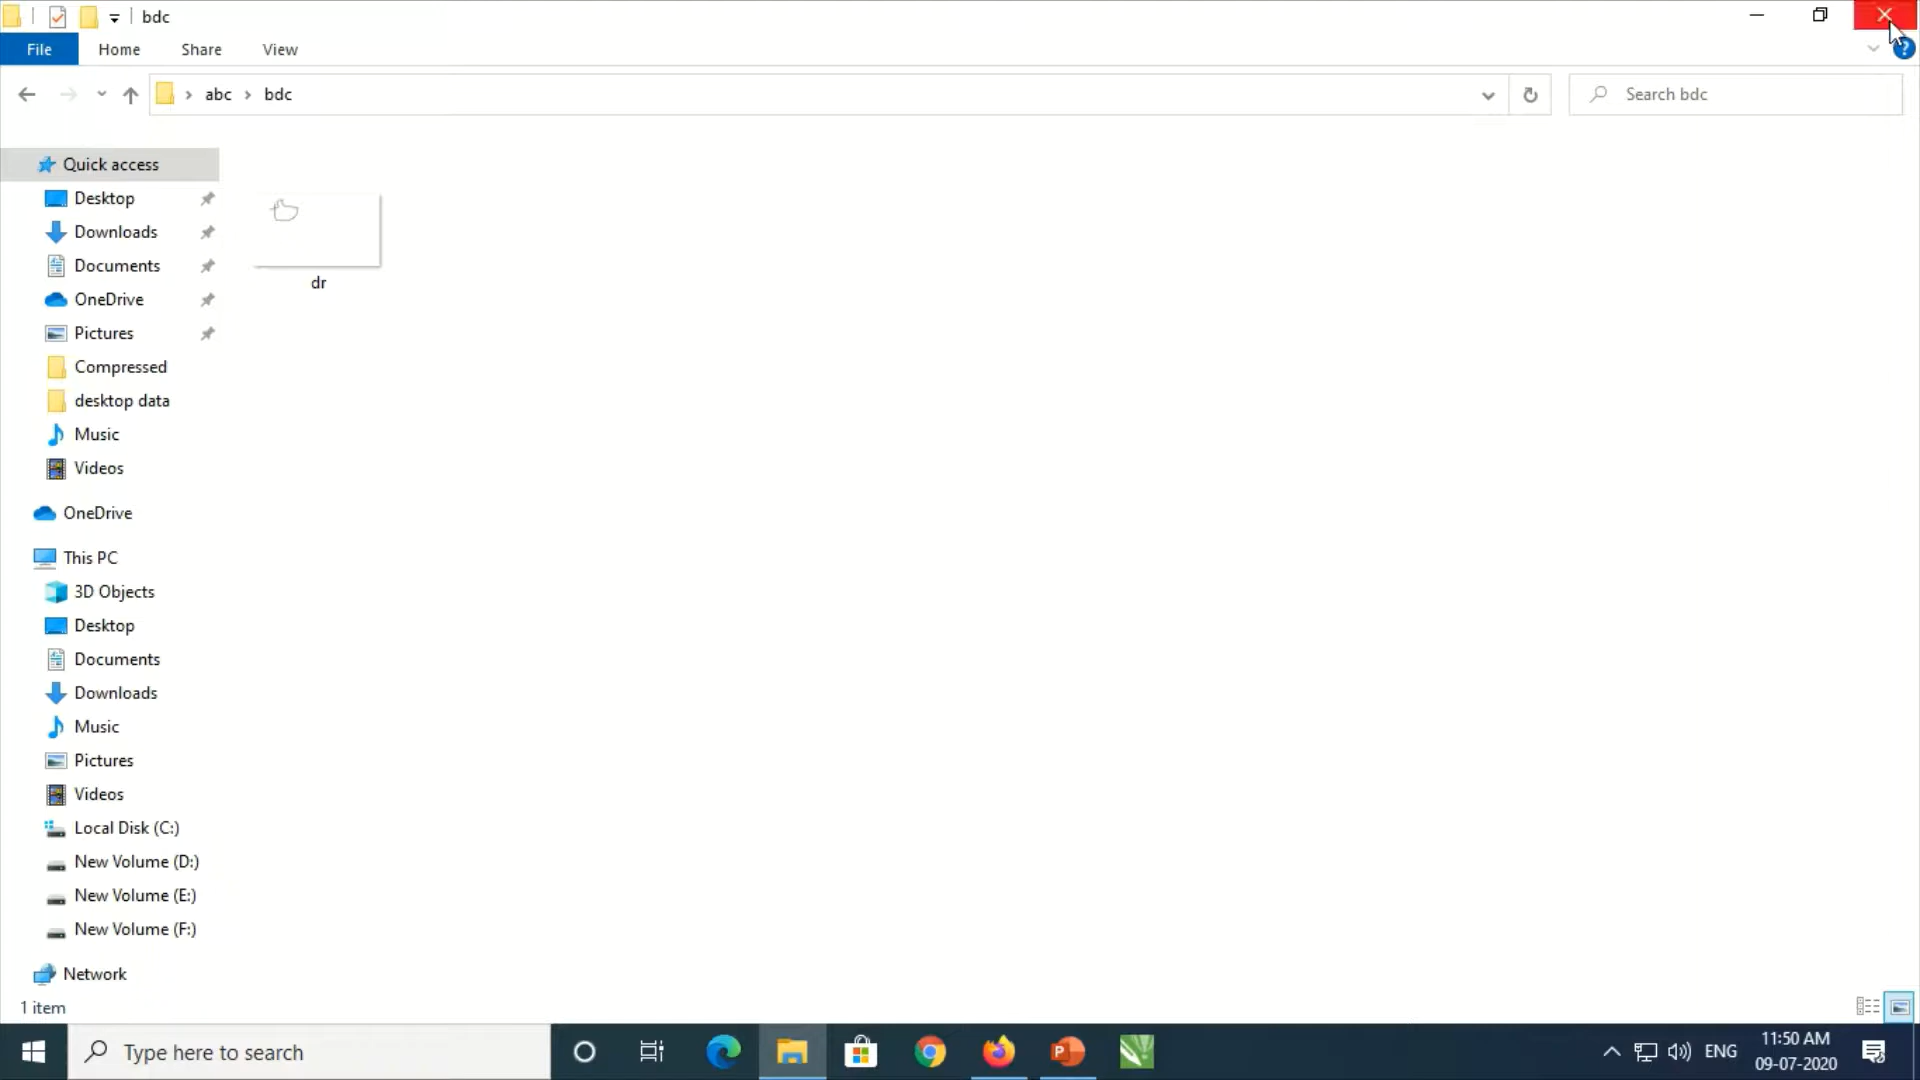 bdc
File Home Share View
abc bdc Search bdc
Quick access
Desktop
Downloads
Documents
OneDrive
Pictures
Compressed
desktop data
Music
Videos
OneDrive
This PC
3D Objects
Desktop
Documents
Downloads
Music
Pictures
Videos
Local Disk (C:)
New Volume (D:)
New Volume (E:)
New Volume (F:)
Network
dr
1 item
Type here to search
ENG
11:50 AM
09-07-2020